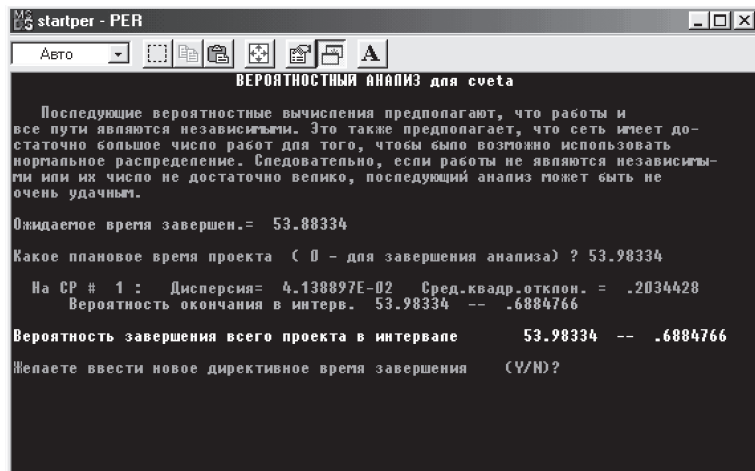 startper - PER
Авто
A
ВЕРОЯТНОСТНЫЙ АНАЛИЗ для cveta
Последующие вероятностные вычисления предполагают, что работы и
все пути являются независимыми. Это также предполагает, что сеть имеет до-
статочно большое число работ для того, чтобы было возможно использовать
нормальное распределение. Следовательно, если работы не являются независимы-
ми или их число не достаточно велико, последующий анализ может быть не
очень удачным.
Ожидаемое время завершен.= 53.88334
Какое плановое время проекта ( 0 - для завершения анализа) ? 53.98334
На CP # 1 : Дисперсия= 4.138897E-02 Сред.квадр.отклон. = .2034428
Вероятность окончания в интерв. 53.98334 -- .6884766
Вероятность завершения всего проекта в интервале 53.98334 -- .6884766
Желаете ввести новое директивное время завершения (Y/N)?